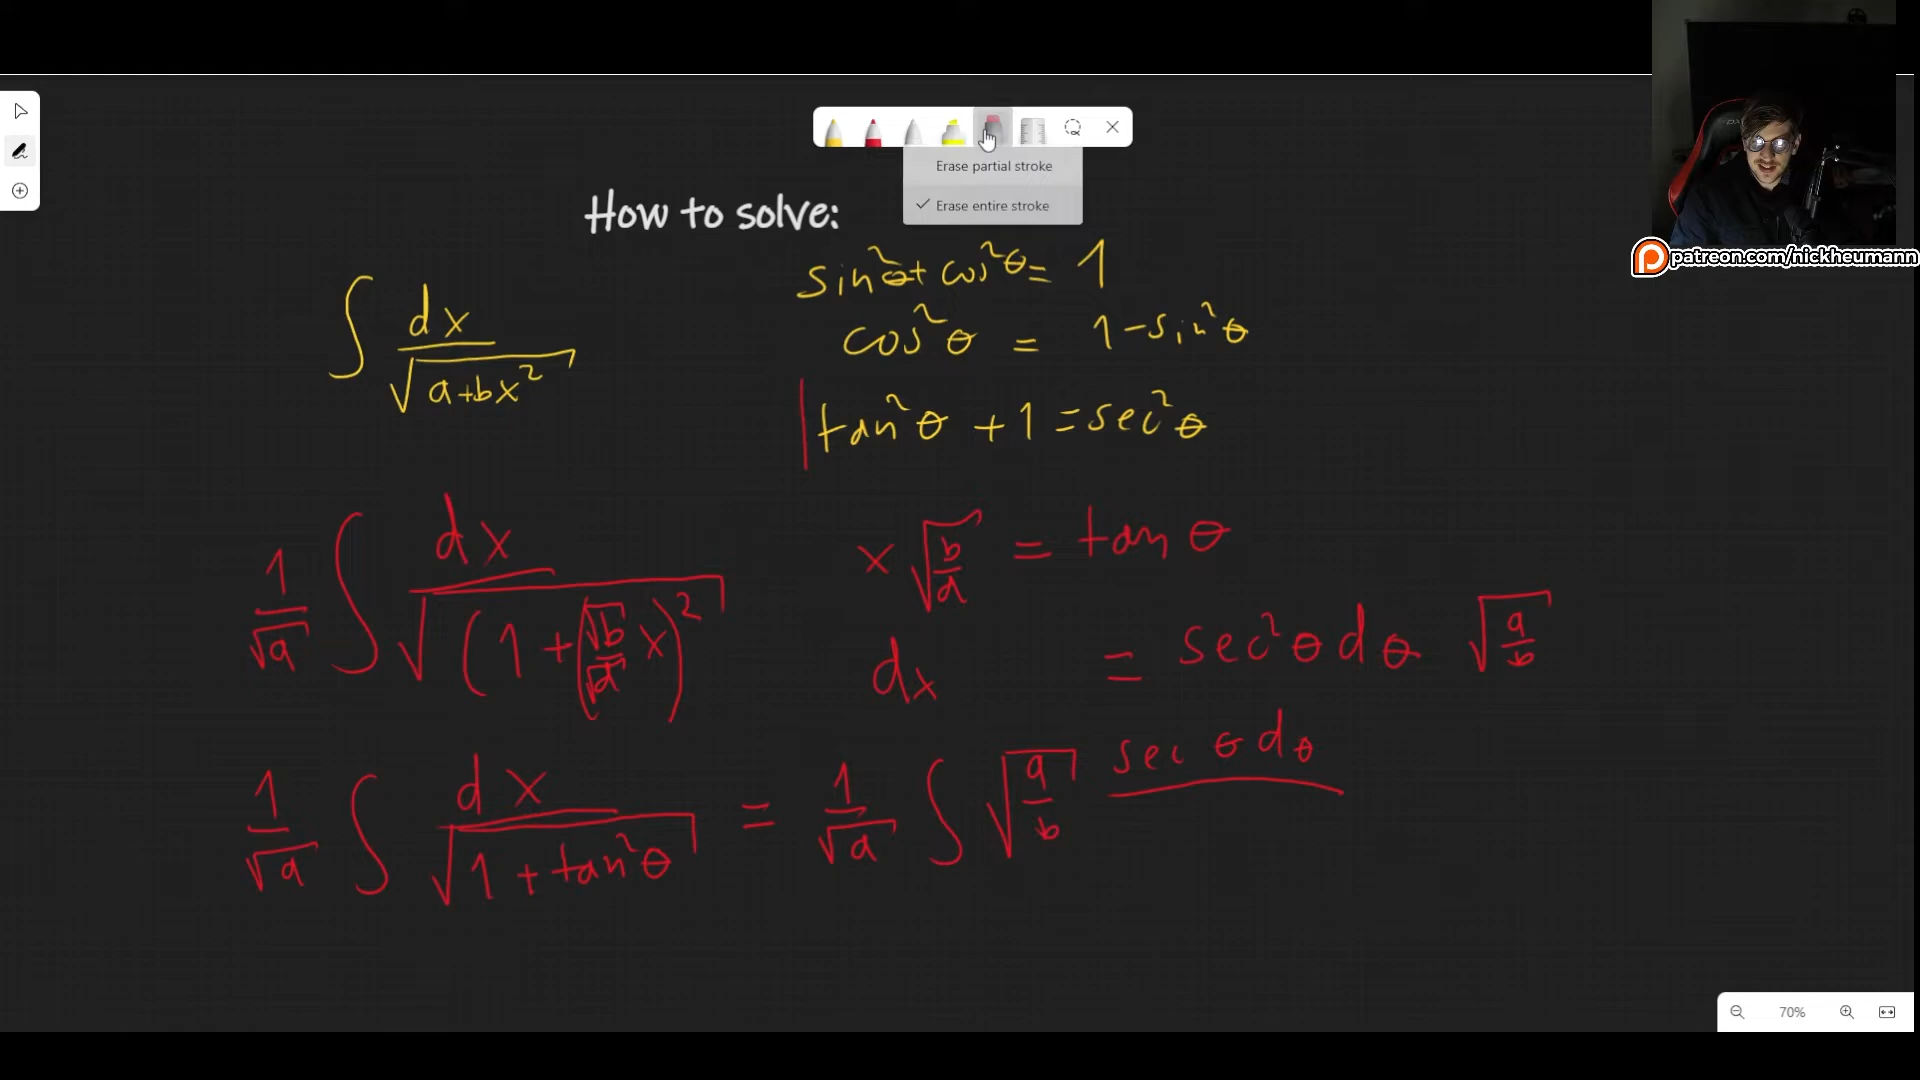 Erase partial stroke
Erase entire stroke
How to solve:
patreon.com/nickheumann
∫ dx / √(a+bx²)
sin²θ + cos²θ = 1
cos²θ = 1 - sin²θ
tan²θ + 1 = sec²θ
1/√a ∫ dx / √(1 + (√b/√a x)²)
x √(b/a) = tan θ
dx = sec²θ dθ √(a/b)
1/√a ∫ dx / √(1 + tan²θ) = 1/√a ∫ √(a/b) sec θ dθ
70%